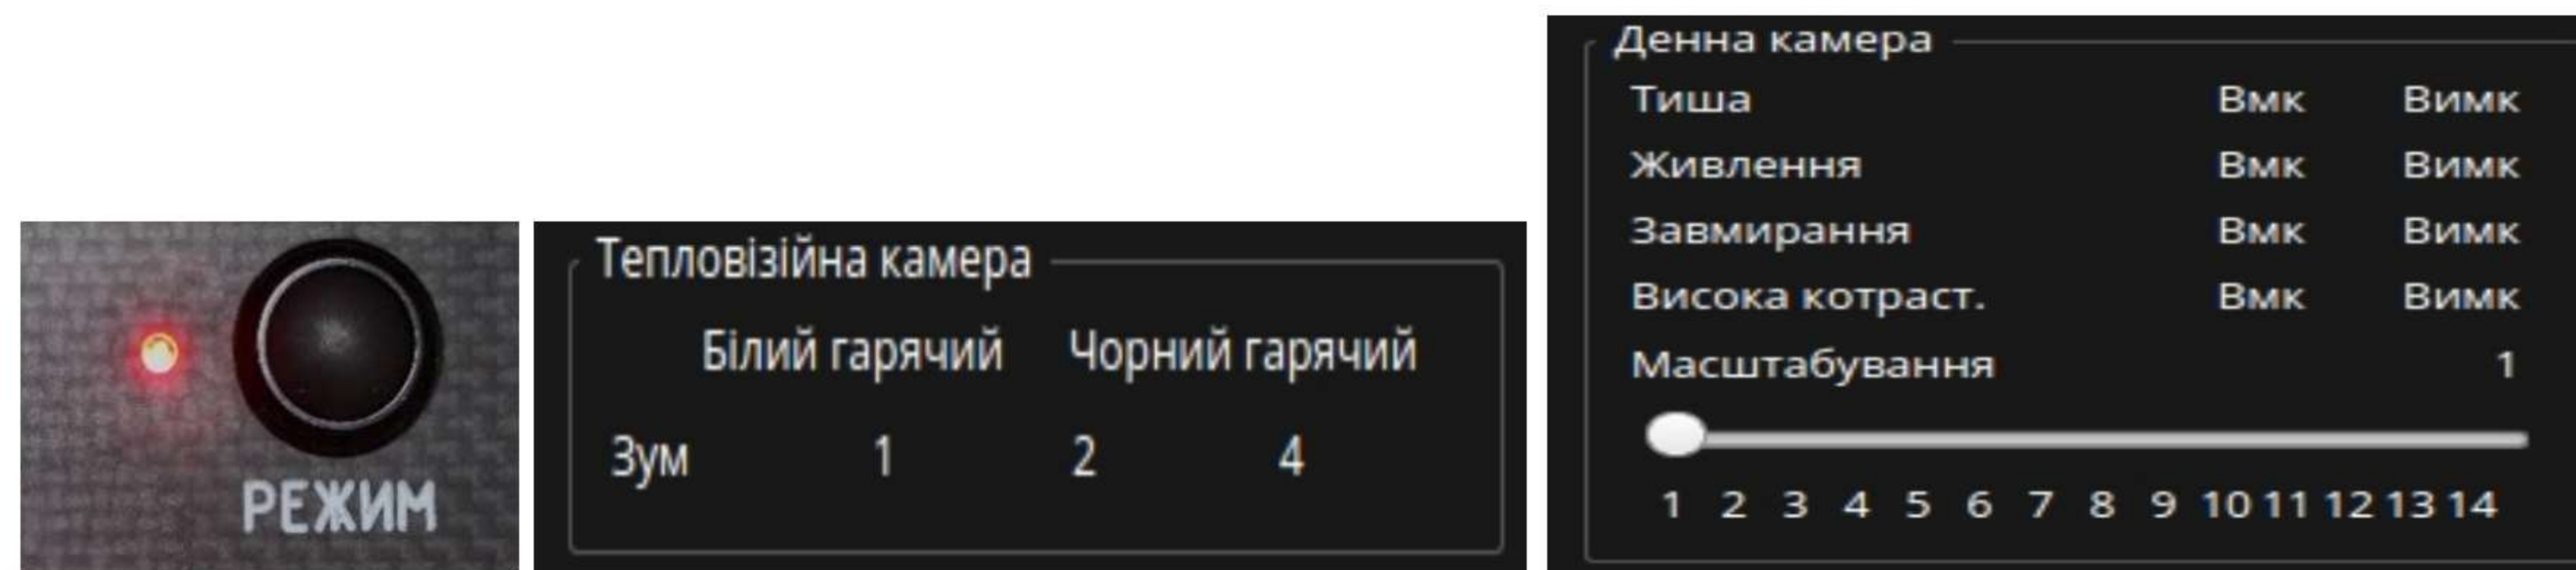 РЕЖИМ
Тепловізійна камера
Білий гарячий Чорний гарячий
Зум 1 2 4
Денна камера
Тиша Вмк Вимк
Живлення Вмк Вимк
Завмирання Вмк Вимк
Висока котраст. Вмк Вимк
Масштабування 1
1 2 3 4 5 6 7 8 9 10 11 12 13 14